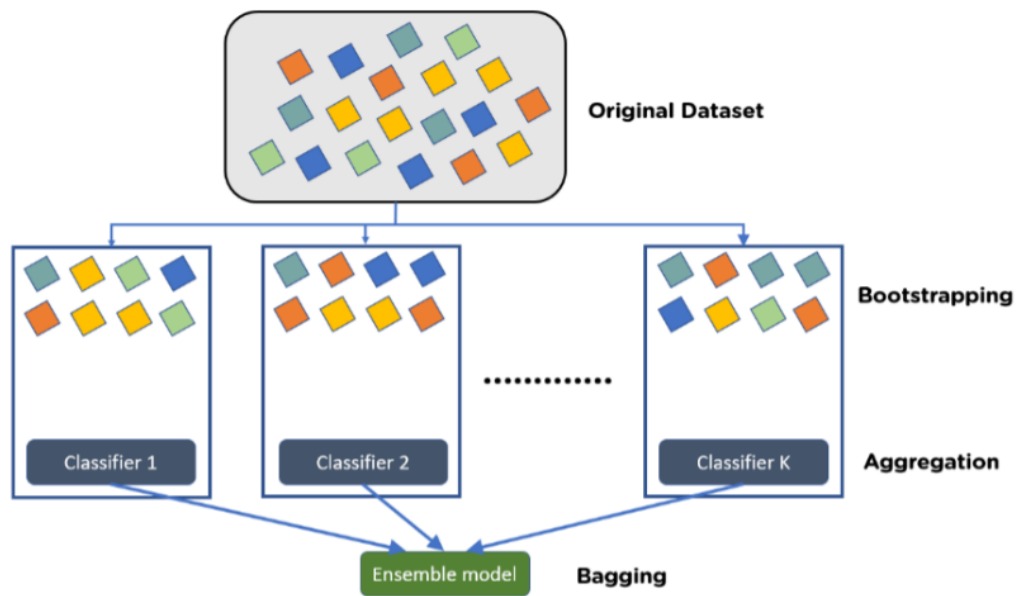 Original Dataset
Bootstrapping
Classifier 1
Classifier 2
Classifier K
Aggregation
Ensemble model
Bagging